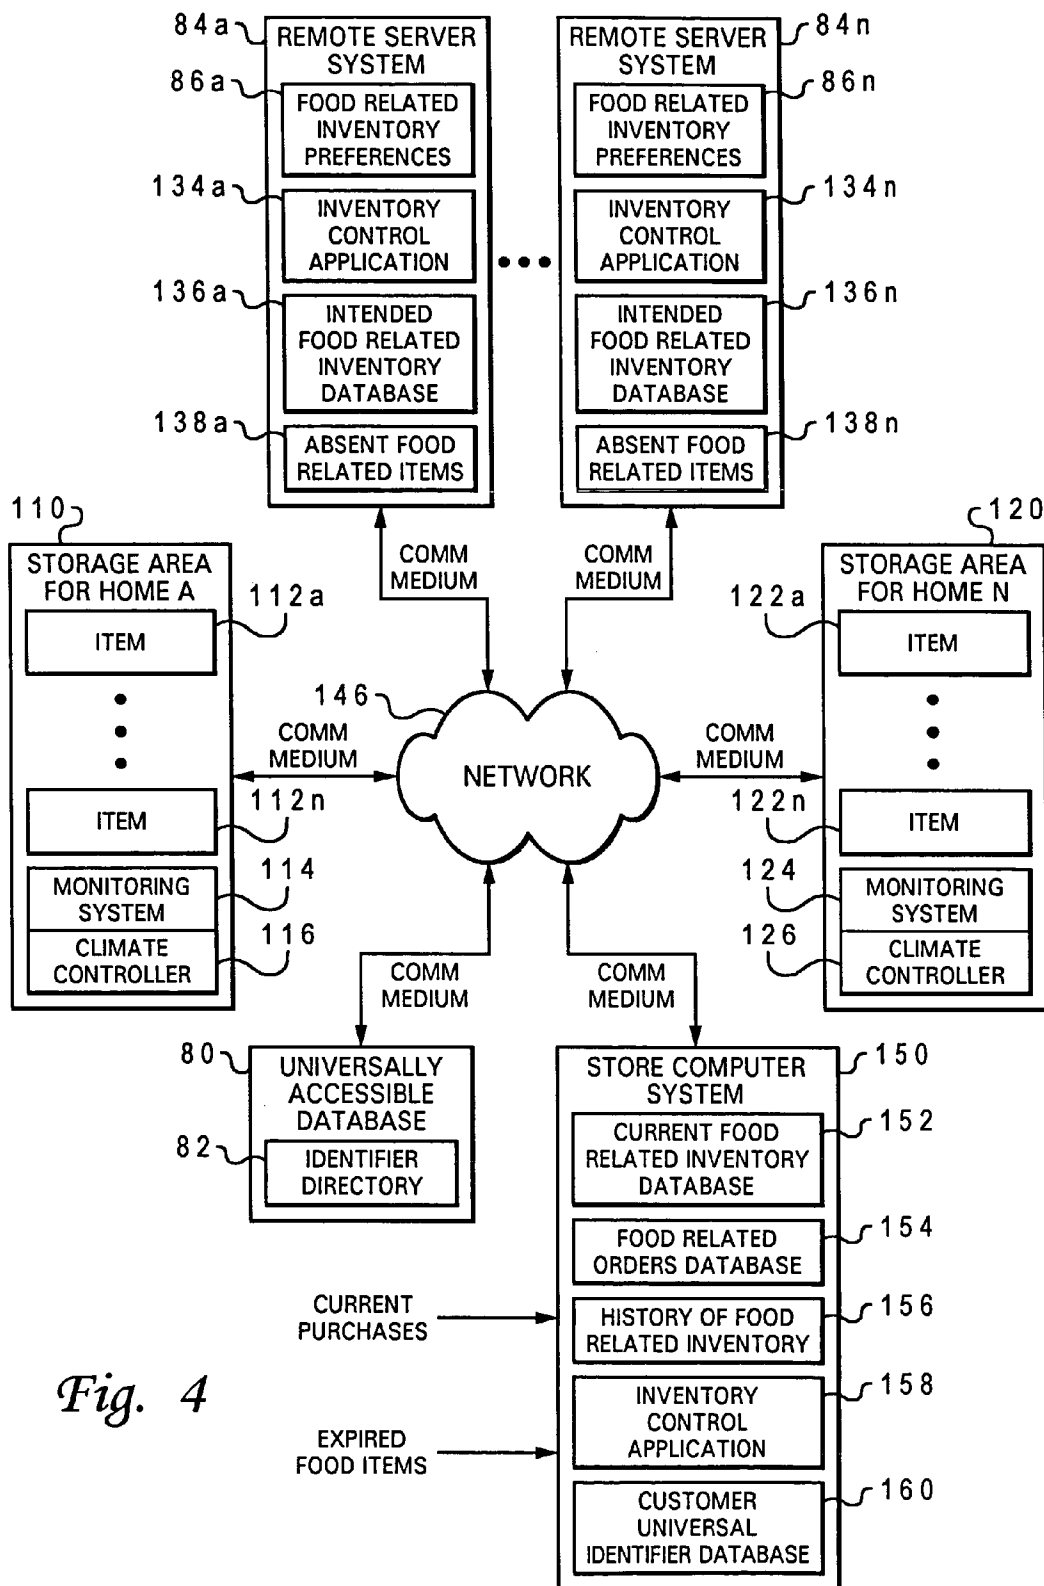 84a
REMOTE SERVER
SYSTEM
86a
FOOD RELATED
INVENTORY
PREFERENCES
134a
INVENTORY
CONTROL
APPLICATION
136a
INTENDED
FOOD RELATED
INVENTORY
DATABASE
138a
ABSENT FOOD
RELATED ITEMS
REMOTE SERVER
SYSTEM
84n
FOOD RELATED
INVENTORY
PREFERENCES
86n
INVENTORY
CONTROL
APPLICATION
134n
INTENDED
FOOD RELATED
INVENTORY
DATABASE
136n
ABSENT FOOD
RELATED ITEMS
138n
110
STORAGE AREA
FOR HOME A
ITEM
112a
ITEM
112n
MONITORING
SYSTEM
114
CLIMATE
CONTROLLER
116
COMM
MEDIUM
COMM
MEDIUM
146
COMM
MEDIUM
NETWORK
COMM
MEDIUM
120
STORAGE AREA
FOR HOME N
122a
ITEM
122n
ITEM
124
MONITORING
SYSTEM
126
CLIMATE
CONTROLLER
COMM
MEDIUM
COMM
MEDIUM
80
UNIVERSALLY
ACCESSIBLE
DATABASE
82
IDENTIFIER
DIRECTORY
STORE COMPUTER
SYSTEM
150
CURRENT FOOD
RELATED INVENTORY
DATABASE
152
FOOD RELATED
ORDERS DATABASE
154
CURRENT
PURCHASES
HISTORY OF FOOD
RELATED INVENTORY
156
INVENTORY
CONTROL
APPLICATION
158
EXPIRED
FOOD ITEMS
CUSTOMER
UNIVERSAL
IDENTIFIER DATABASE
160
Fig. 4